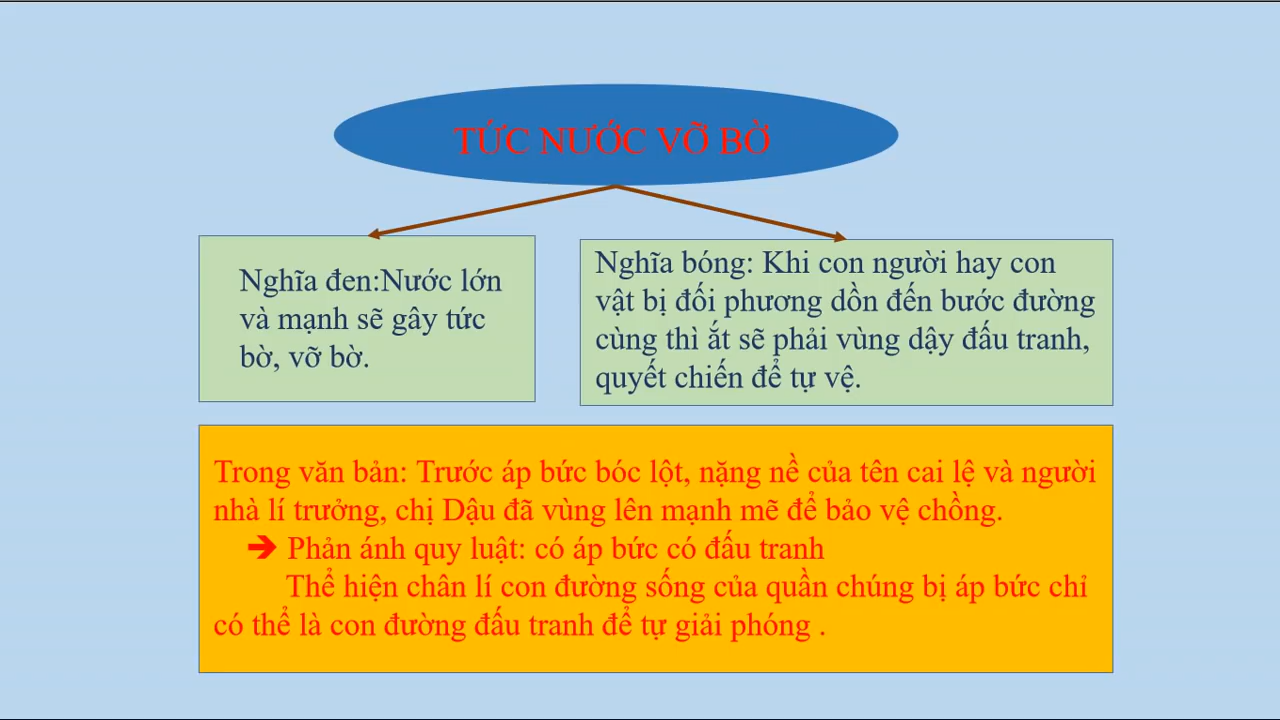 TỨC NƯỚC VỠ BỜ
Nghĩa đen:Nước lớn
và mạnh sẽ gây tức
bờ, vỡ bờ.
Nghĩa bóng: Khi con người hay con
vật bị đối phương dồn đến bước đường
cùng thì ắt sẽ phải vùng dậy đấu tranh,
quyết chiến để tự vệ.
Trong văn bản: Trước áp bức bóc lột, nặng nề của tên cai lệ và người
nhà lí trưởng, chị Dậu đã vùng lên mạnh mẽ để bảo vệ chồng.
➔ Phản ánh quy luật: có áp bức có đấu tranh
Thể hiện chân lí con đường sống của quần chúng bị áp bức chỉ
có thể là con đường đấu tranh để tự giải phóng .